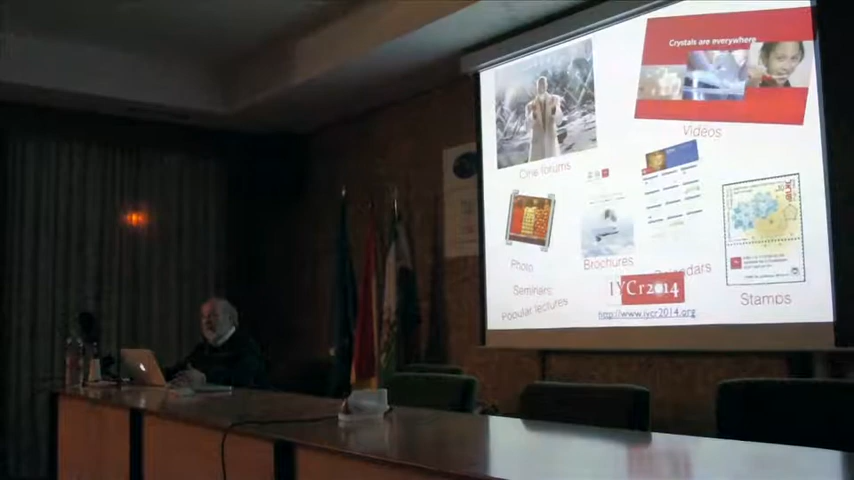 Crystals are everywhere
Videos
Cine forums
Photo
Brochures
Seminars;
Popular lectures
IYCr2014
http://www.iycr2014.org
Stamps